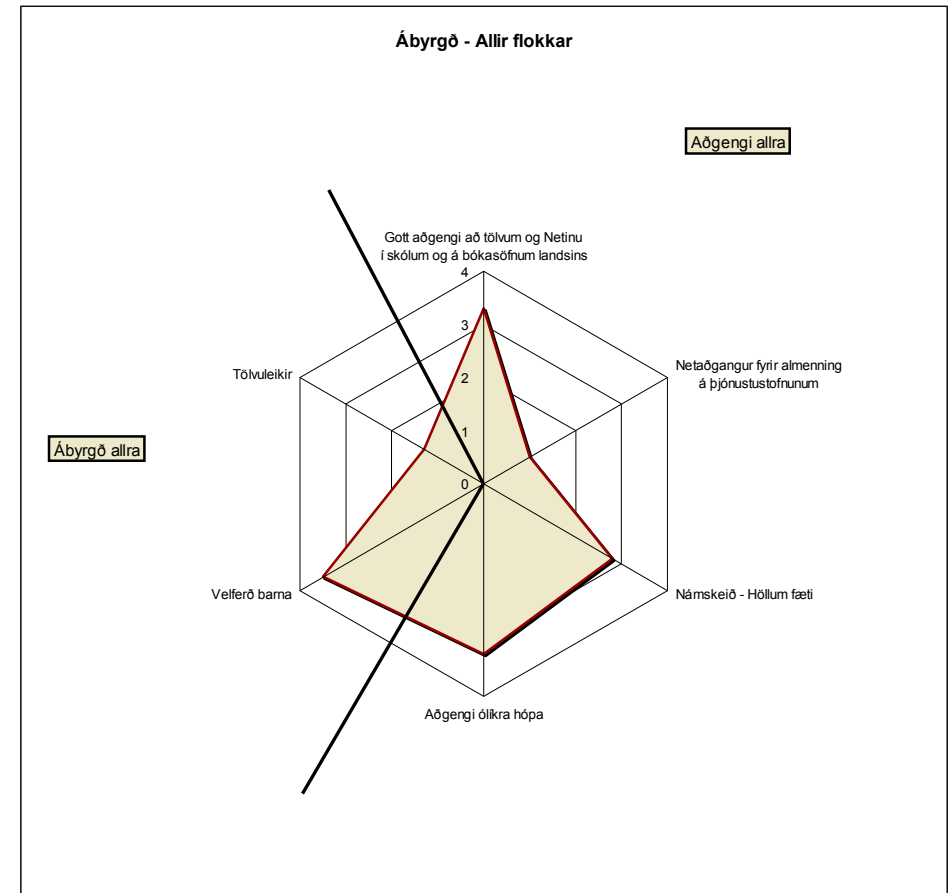 Ábyrgð - Allir flokkar
Aðgengi allra
Gott aðgengi að tölvum og Netinu
í skólum og á bókasöfnum landsins
4
3
2
1
0
Netaðgangur fyrir almenning
á þjónustustofnunum
Tölvuleikir
Ábyrgð allra
Velferð barna
Námskeið - Höllum fæti
Aðgengi ólíkra hópa